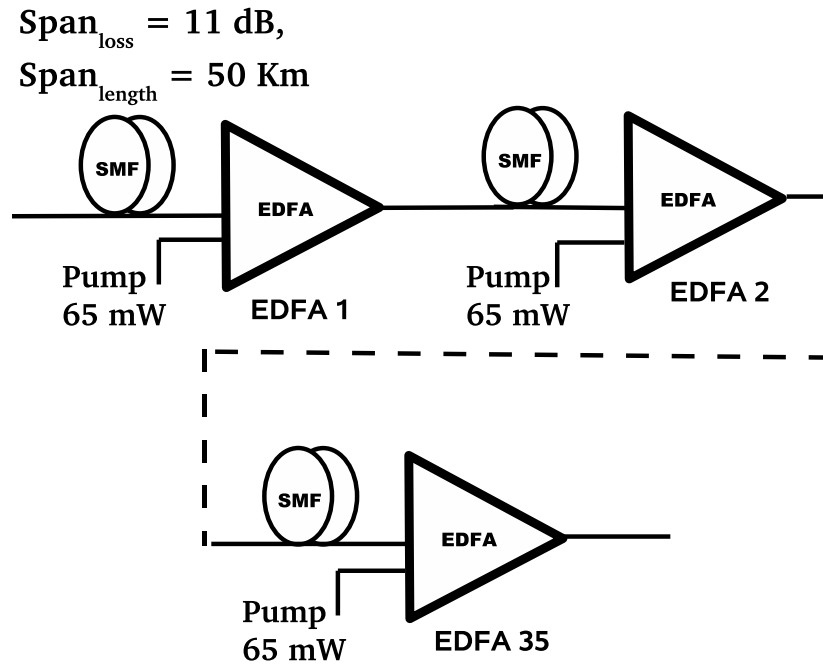 Span_loss = 11 dB,
Span_length = 50 Km
SMF
EDFA
Pump
65 mW
EDFA 1
SMF
EDFA
Pump
65 mW
EDFA 2
SMF
EDFA
Pump
65 mW
EDFA 35